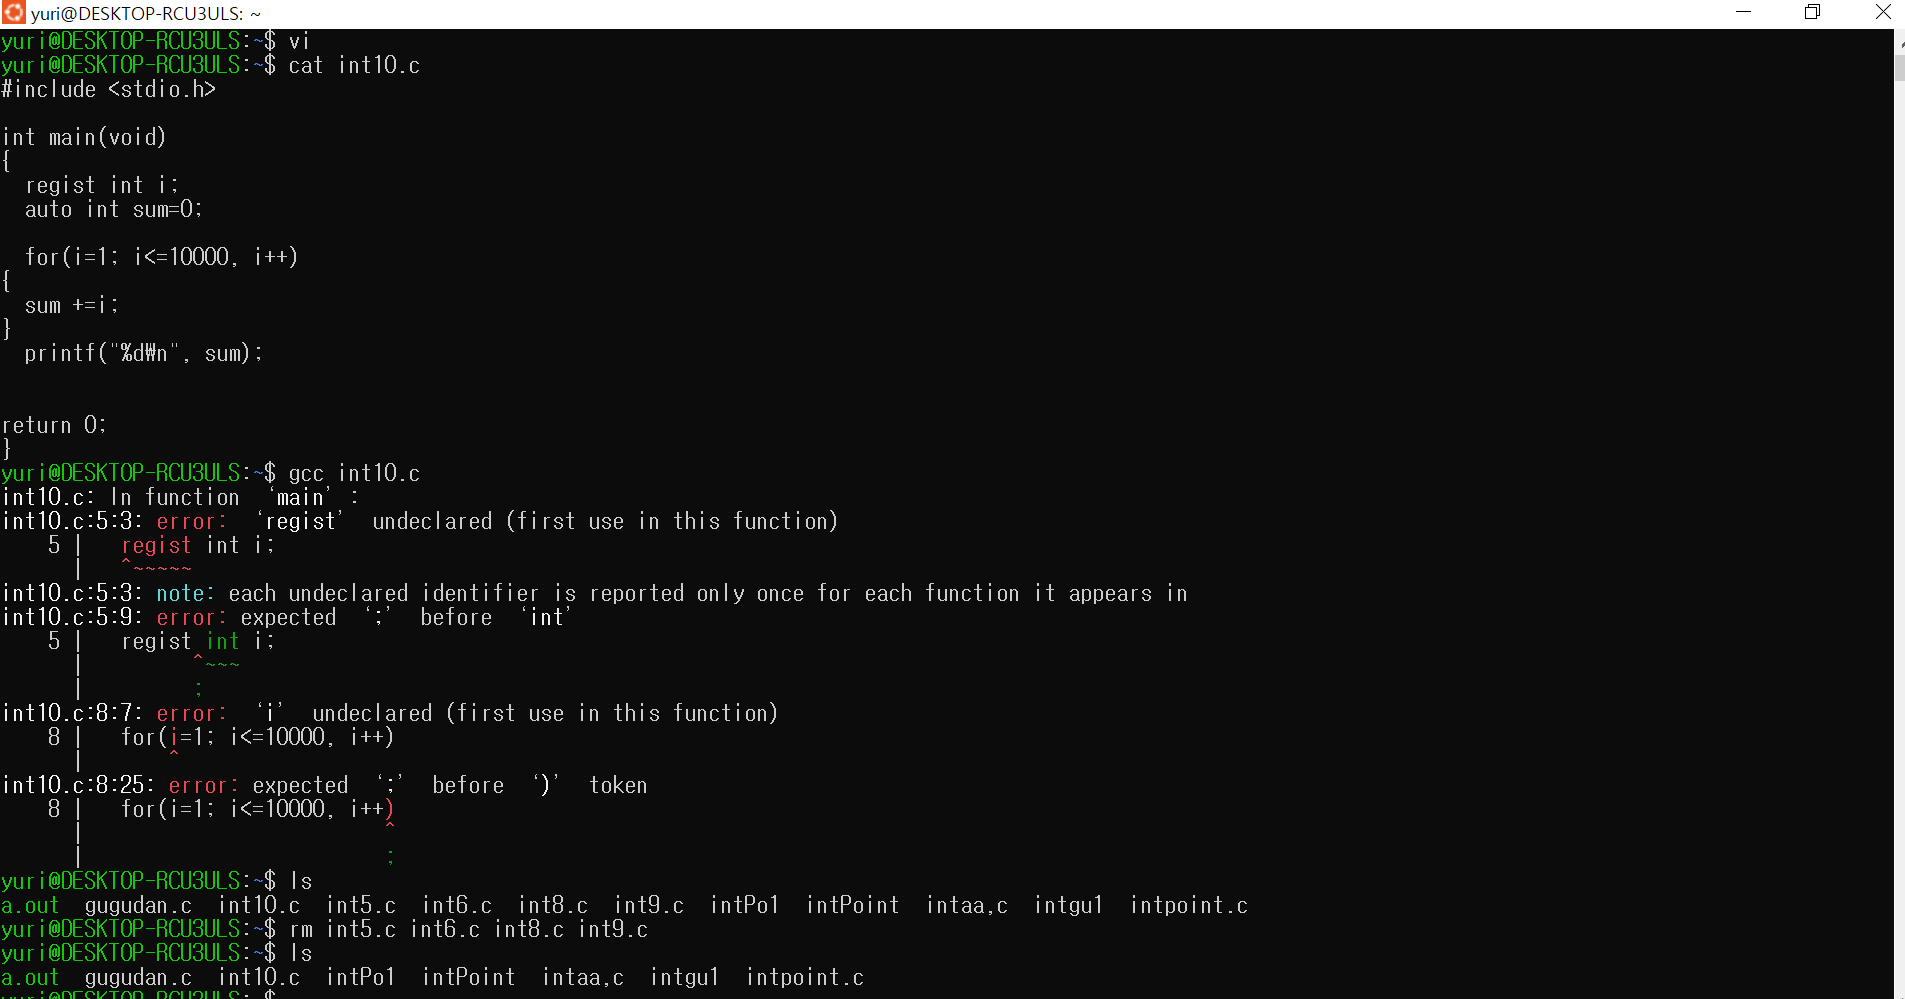 yuri@DESKTOP-RCU3ULS: ~
yuri@DESKTOP-RCU3ULS:~$ vi
yuri@DESKTOP-RCU3ULS:~$ cat int10.c
#include <stdio.h>
int main(void)
{
  regist int i;
  auto int sum=0;
  for(i=1; i<=10000, i++)
{
  sum +=i;
}
  printf("%d₩n", sum);
return 0;
}
yuri@DESKTOP-RCU3ULS:~$ gcc int10.c
int10.c: In function ‘main’ :
int10.c:5:3: error: ‘regist’ undeclared (first use in this function)
    5 |   regist int i;
      |   ^~~~~~
int10.c:5:3: note: each undeclared identifier is reported only once for each function it appears in
int10.c:5:9: error: expected ‘;’ before ‘int’
    5 |   regist int i;
      |         ^~~~
      |         ;
int10.c:8:7: error: ‘i’ undeclared (first use in this function)
    8 |   for(i=1; i<=10000, i++)
      |       ^
int10.c:8:25: error: expected ‘;’ before ‘)’ token
    8 |   for(i=1; i<=10000, i++)
      |                         ^
      |                         ;
yuri@DESKTOP-RCU3ULS:~$ ls
a.out  gugudan.c  int10.c  int5.c  int6.c  int8.c  int9.c  intPo1  intPoint  intaa,c  intgu1  intpoint.c
yuri@DESKTOP-RCU3ULS:~$ rm int5.c int6.c int8.c int9.c
yuri@DESKTOP-RCU3ULS:~$ ls
a.out  gugudan.c  int10.c  intPo1  intPoint  intaa,c  intgu1  intpoint.c
yuri@DESKTOP-RCU3ULS:~$